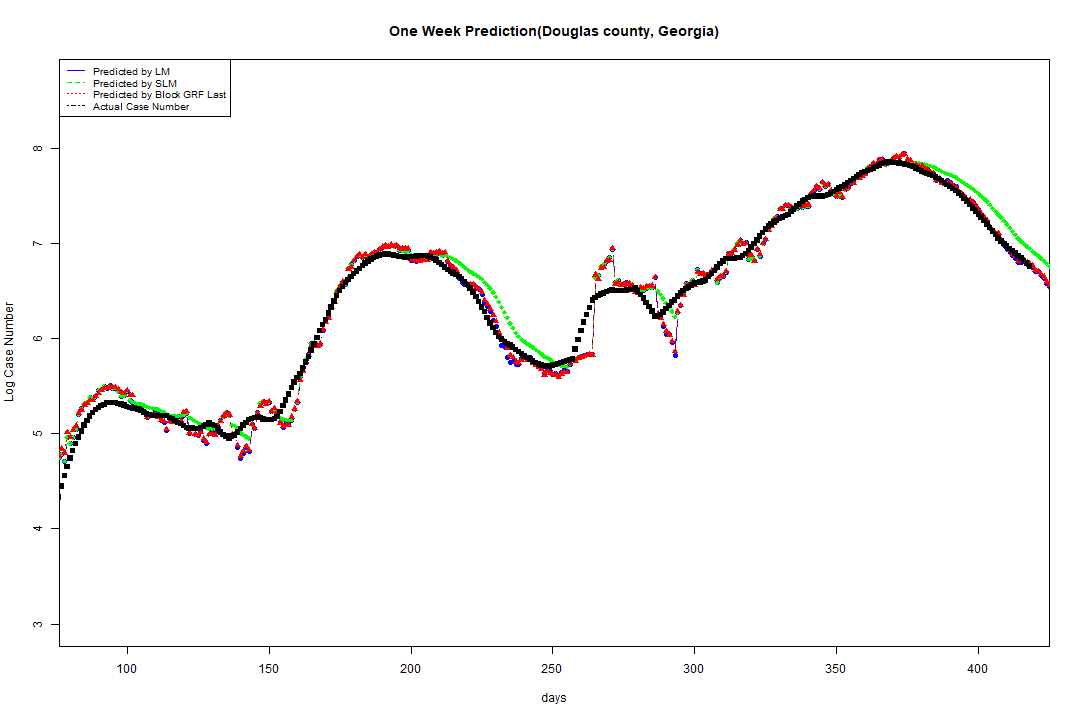 One Week Prediction(Douglas county, Georgia)
Predicted by LM
Predicted by SLM
Predicted by Block GRF Last
Actual Case Number
8
7
6
5
4
3
Log Case Number
100 150 200 250 300 350 400
days